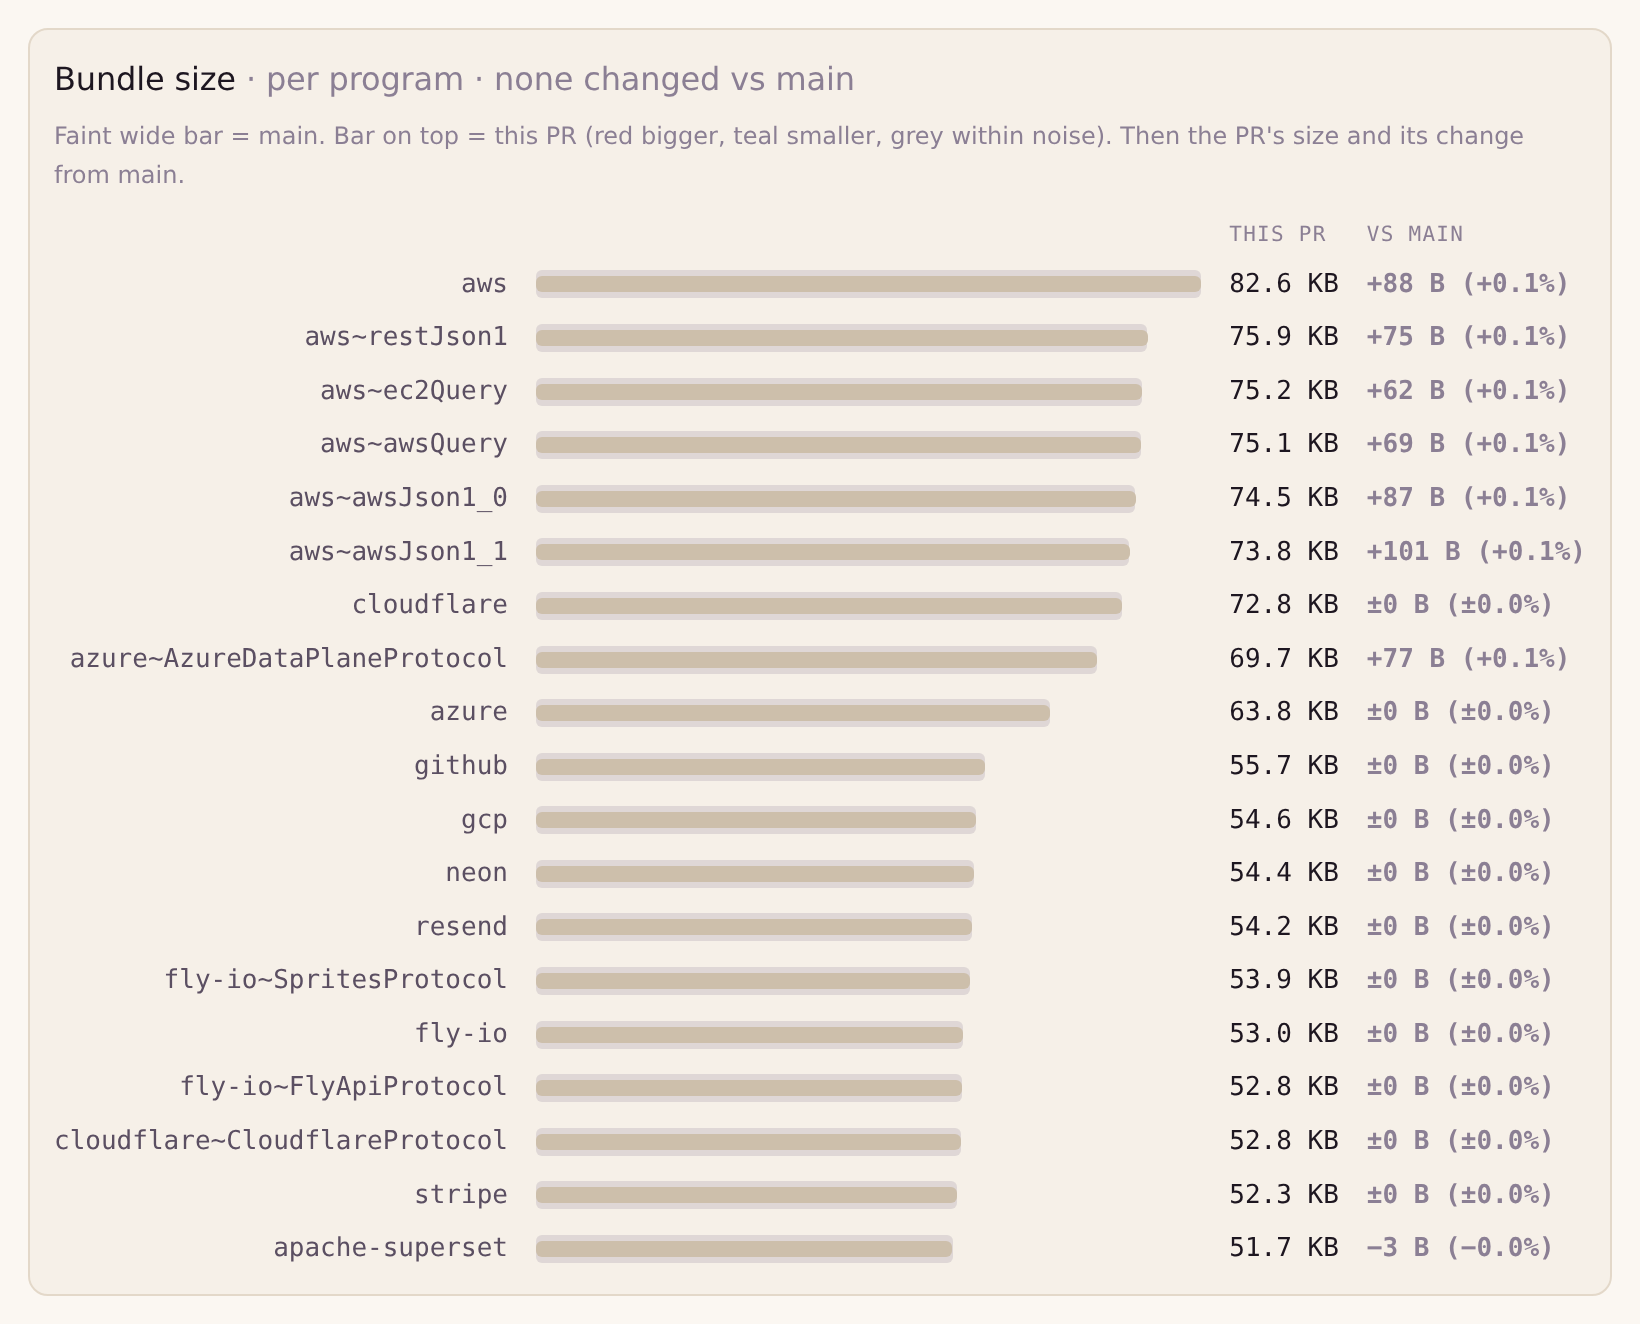 Bundle size · per program · none changed vs main
Faint wide bar = main. Bar on top = this PR (red bigger, teal smaller, grey within noise). Then the PR's size and its change
from main.
THIS PR VS MAIN
aws 82.6 KB +88 B (+0.1%)
aws~restJson1 75.9 KB +75 B (+0.1%)
aws~ec2Query 75.2 KB +62 B (+0.1%)
aws~awsQuery 75.1 KB +69 B (+0.1%)
aws~awsJson1_0 74.5 KB +87 B (+0.1%)
aws~awsJson1_1 73.8 KB +101 B (+0.1%)
cloudflare 72.8 KB ±0 B (±0.0%)
azure~AzureDataPlaneProtocol 69.7 KB +77 B (+0.1%)
azure 63.8 KB ±0 B (±0.0%)
github 55.7 KB ±0 B (±0.0%)
gcp 54.6 KB ±0 B (±0.0%)
neon 54.4 KB ±0 B (±0.0%)
resend 54.2 KB ±0 B (±0.0%)
fly-io~SpritesProtocol 53.9 KB ±0 B (±0.0%)
fly-io 53.0 KB ±0 B (±0.0%)
fly-io~FlyApiProtocol 52.8 KB ±0 B (±0.0%)
cloudflare~CloudflareProtocol 52.8 KB ±0 B (±0.0%)
stripe 52.3 KB ±0 B (±0.0%)
apache-superset 51.7 KB −3 B (−0.0%)